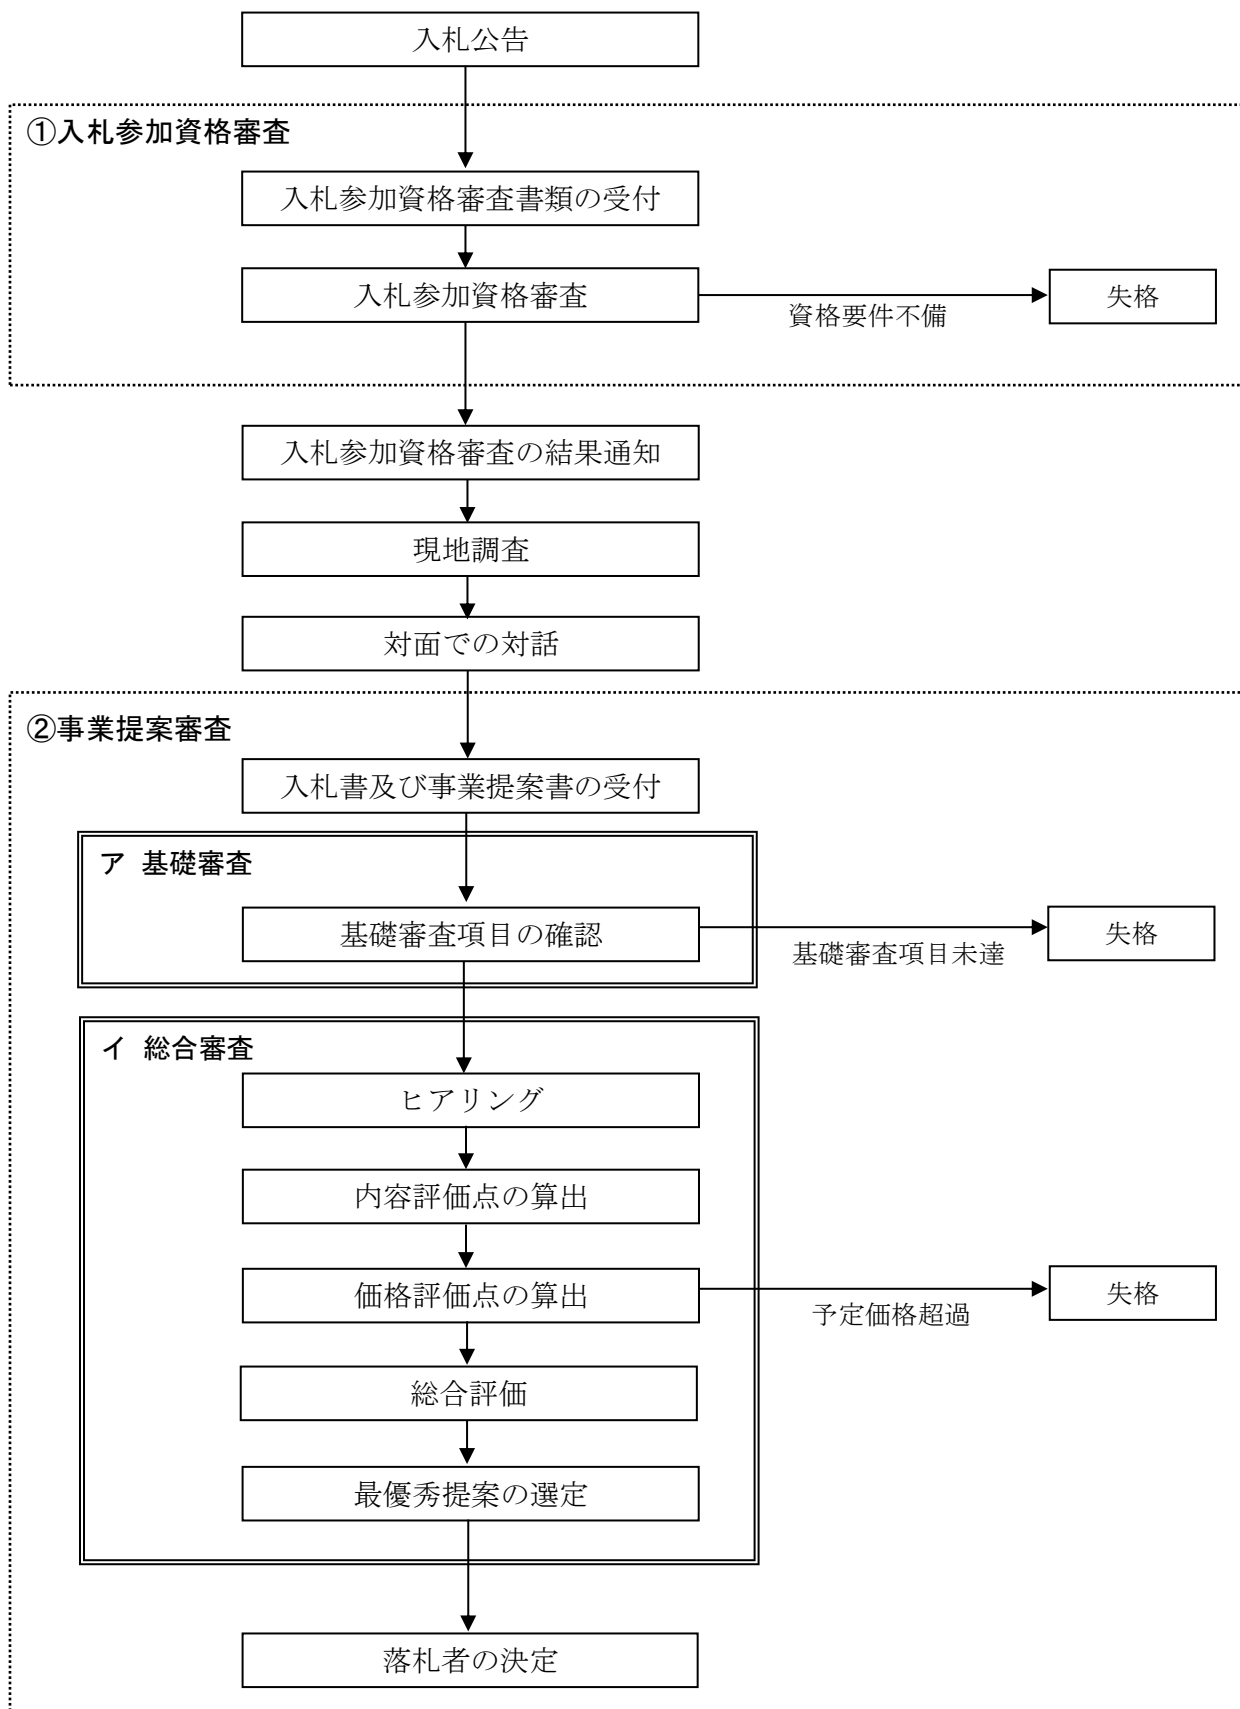 入札公告
①入札参加資格審査
入札参加資格審査書類の受付
入札参加資格審査
資格要件不備
失格
入札参加資格審査の結果通知
現地調査
対面での対話
②事業提案審査
入札書及び事業提案書の受付
ア 基礎審査
基礎審査項目の確認
基礎審査項目未達
失格
イ 総合審査
ヒアリング
内容評価点の算出
価格評価点の算出
予定価格超過
失格
総合評価
最優秀提案の選定
落札者の決定